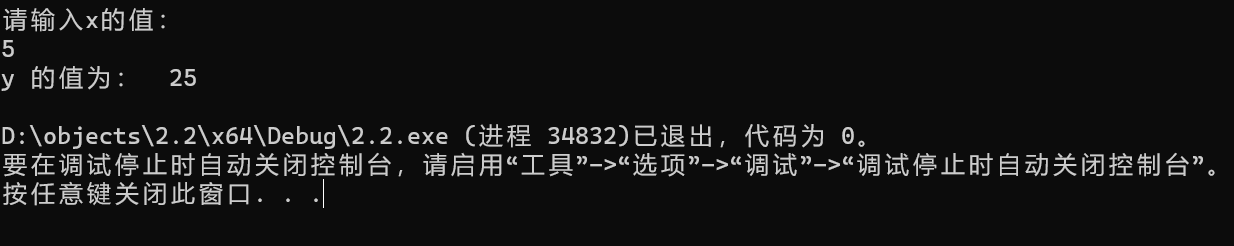 请输入x的值：
5
y 的值为：  25
D:\objects\2.2\x64\Debug\2.2.exe (进程 34832)已退出，代码为 0。
要在调试停止时自动关闭控制台，请启用“工具”->“选项”->“调试”->“调试停止时自动关闭控制台”。
按任意键关闭此窗口. . .